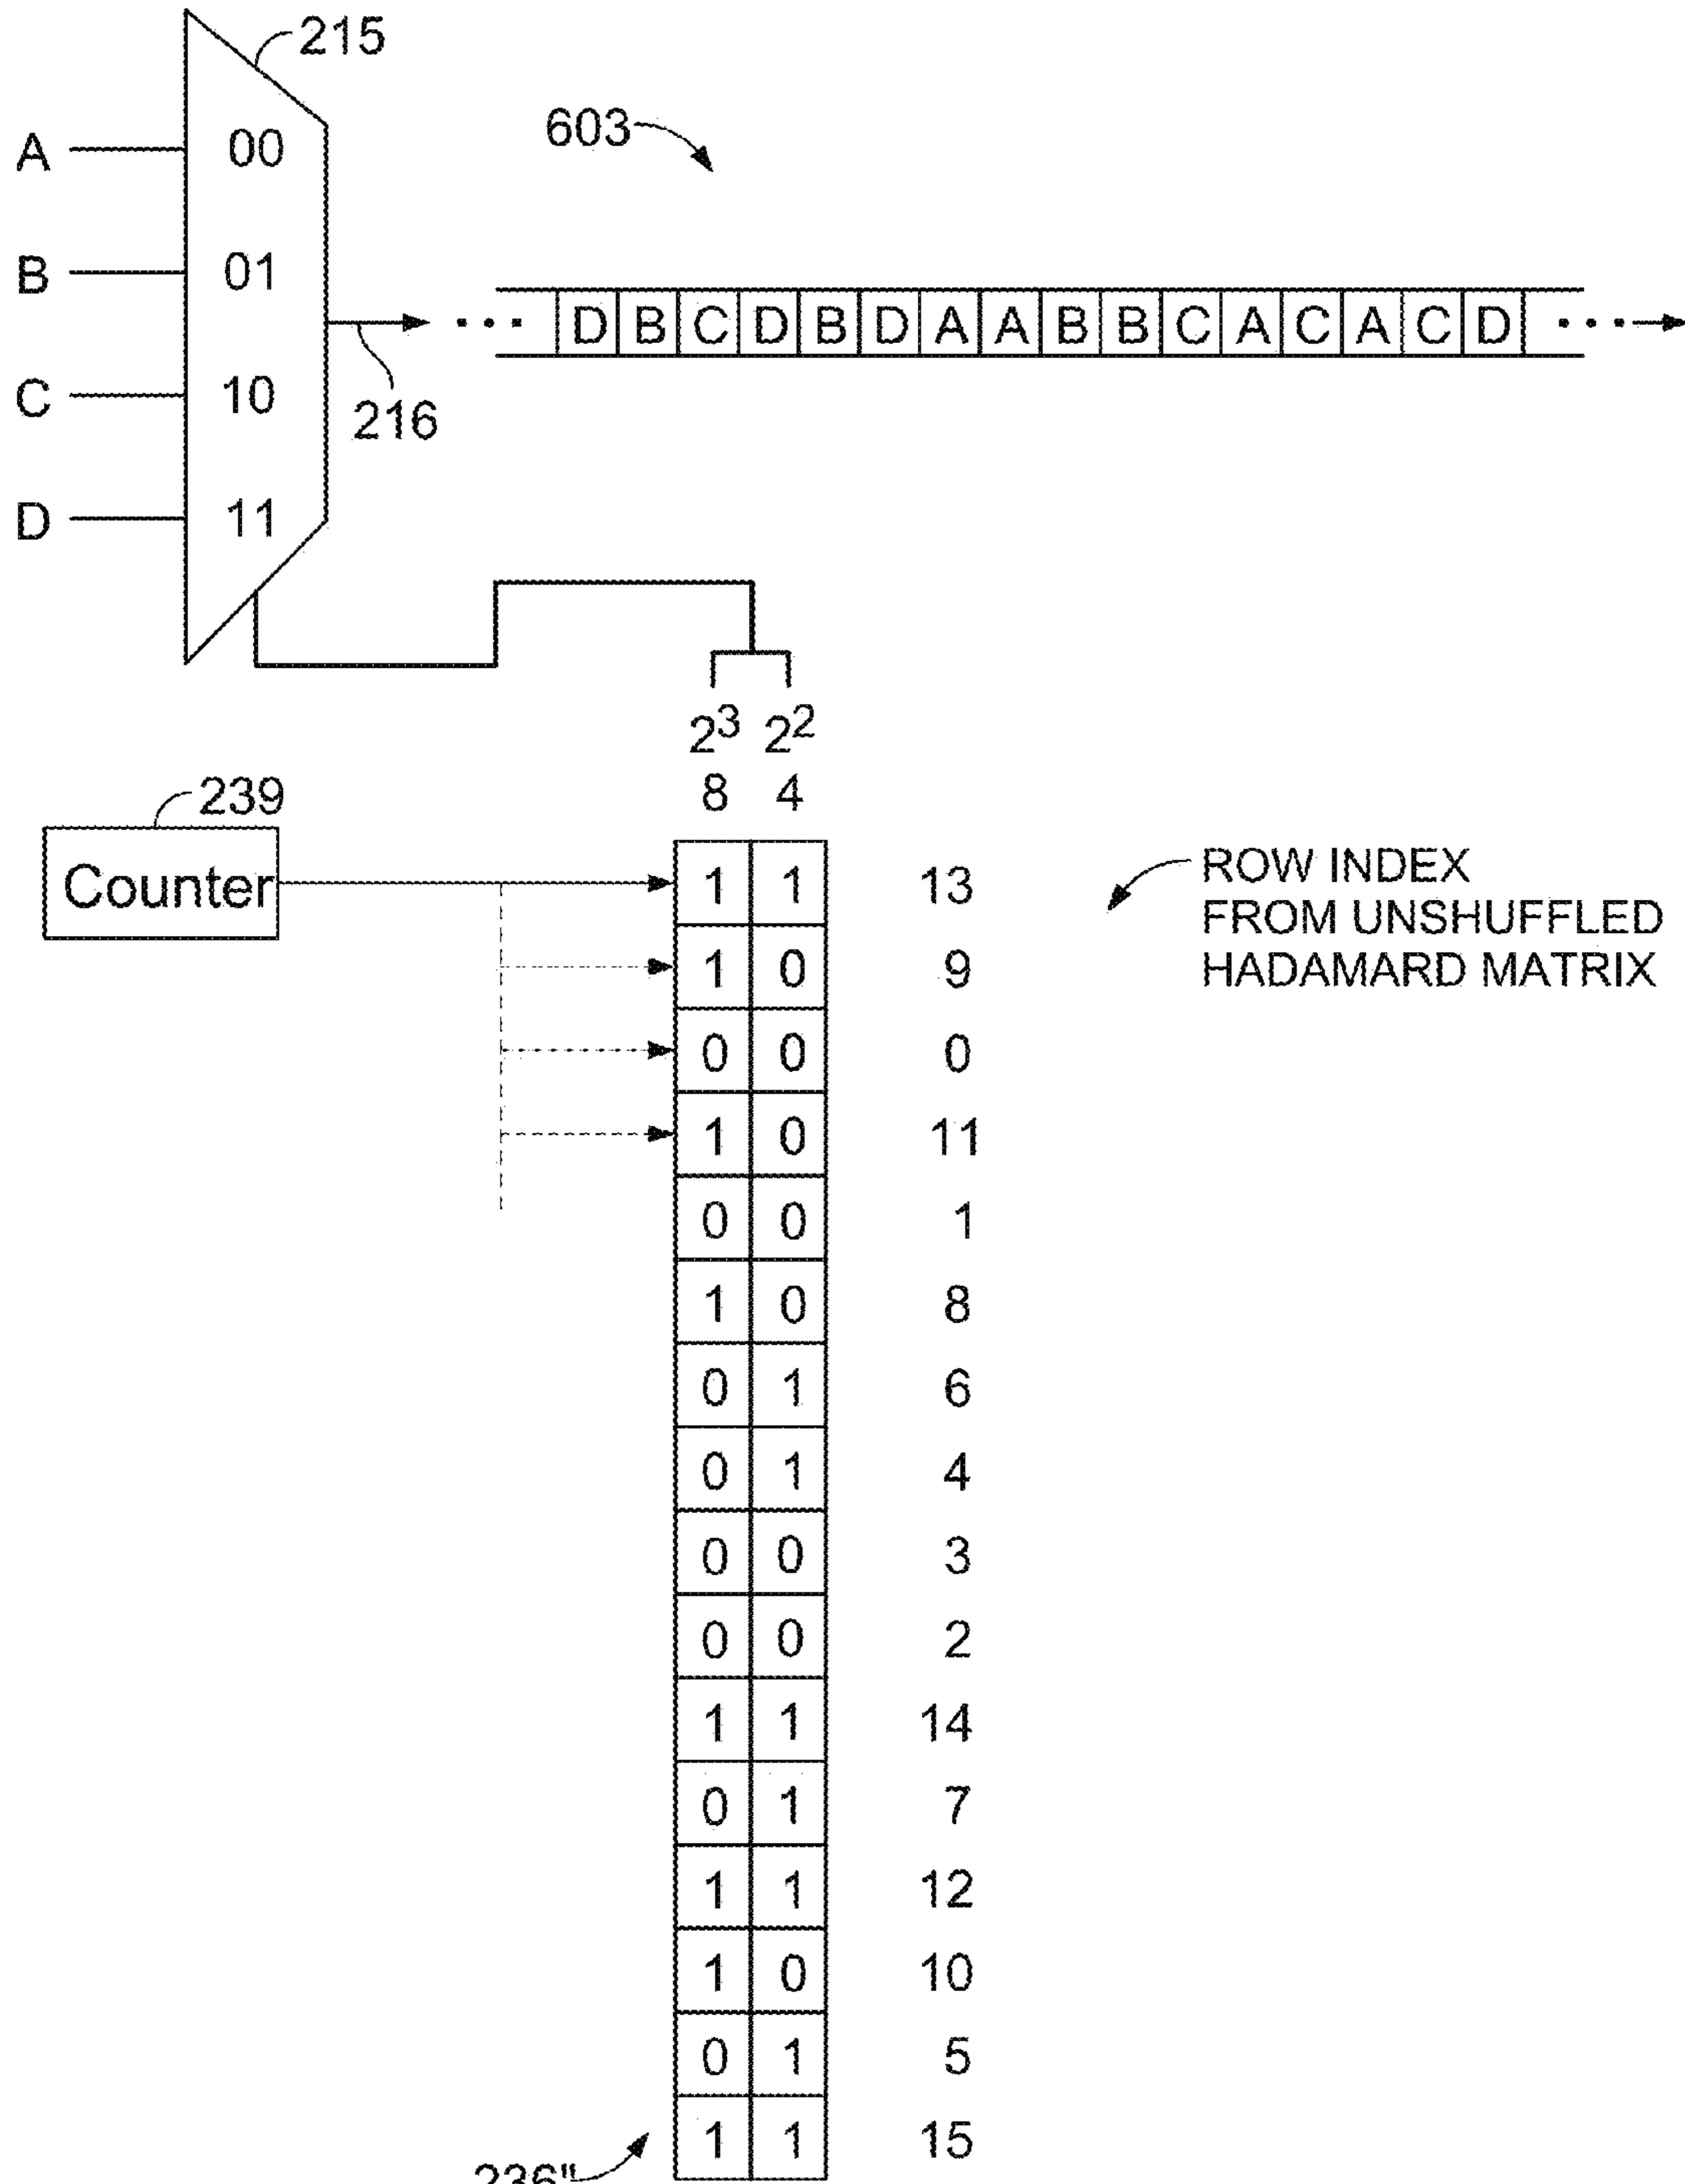 215
603
A 00
B 01
··· D B C D B D A A B B C A C A C D ···
C 10
216
D 11
2³ 2²
8 4
239
Counter
ROW INDEX
FROM UNSHUFFLED
HADAMARD MATRIX
1 1 13
1 0 9
0 0 0
1 0 11
0 0 1
1 0 8
0 1 6
0 1 4
0 0 3
0 0 2
1 1 14
0 1 7
1 1 12
1 0 10
0 1 5
1 1 15
236"